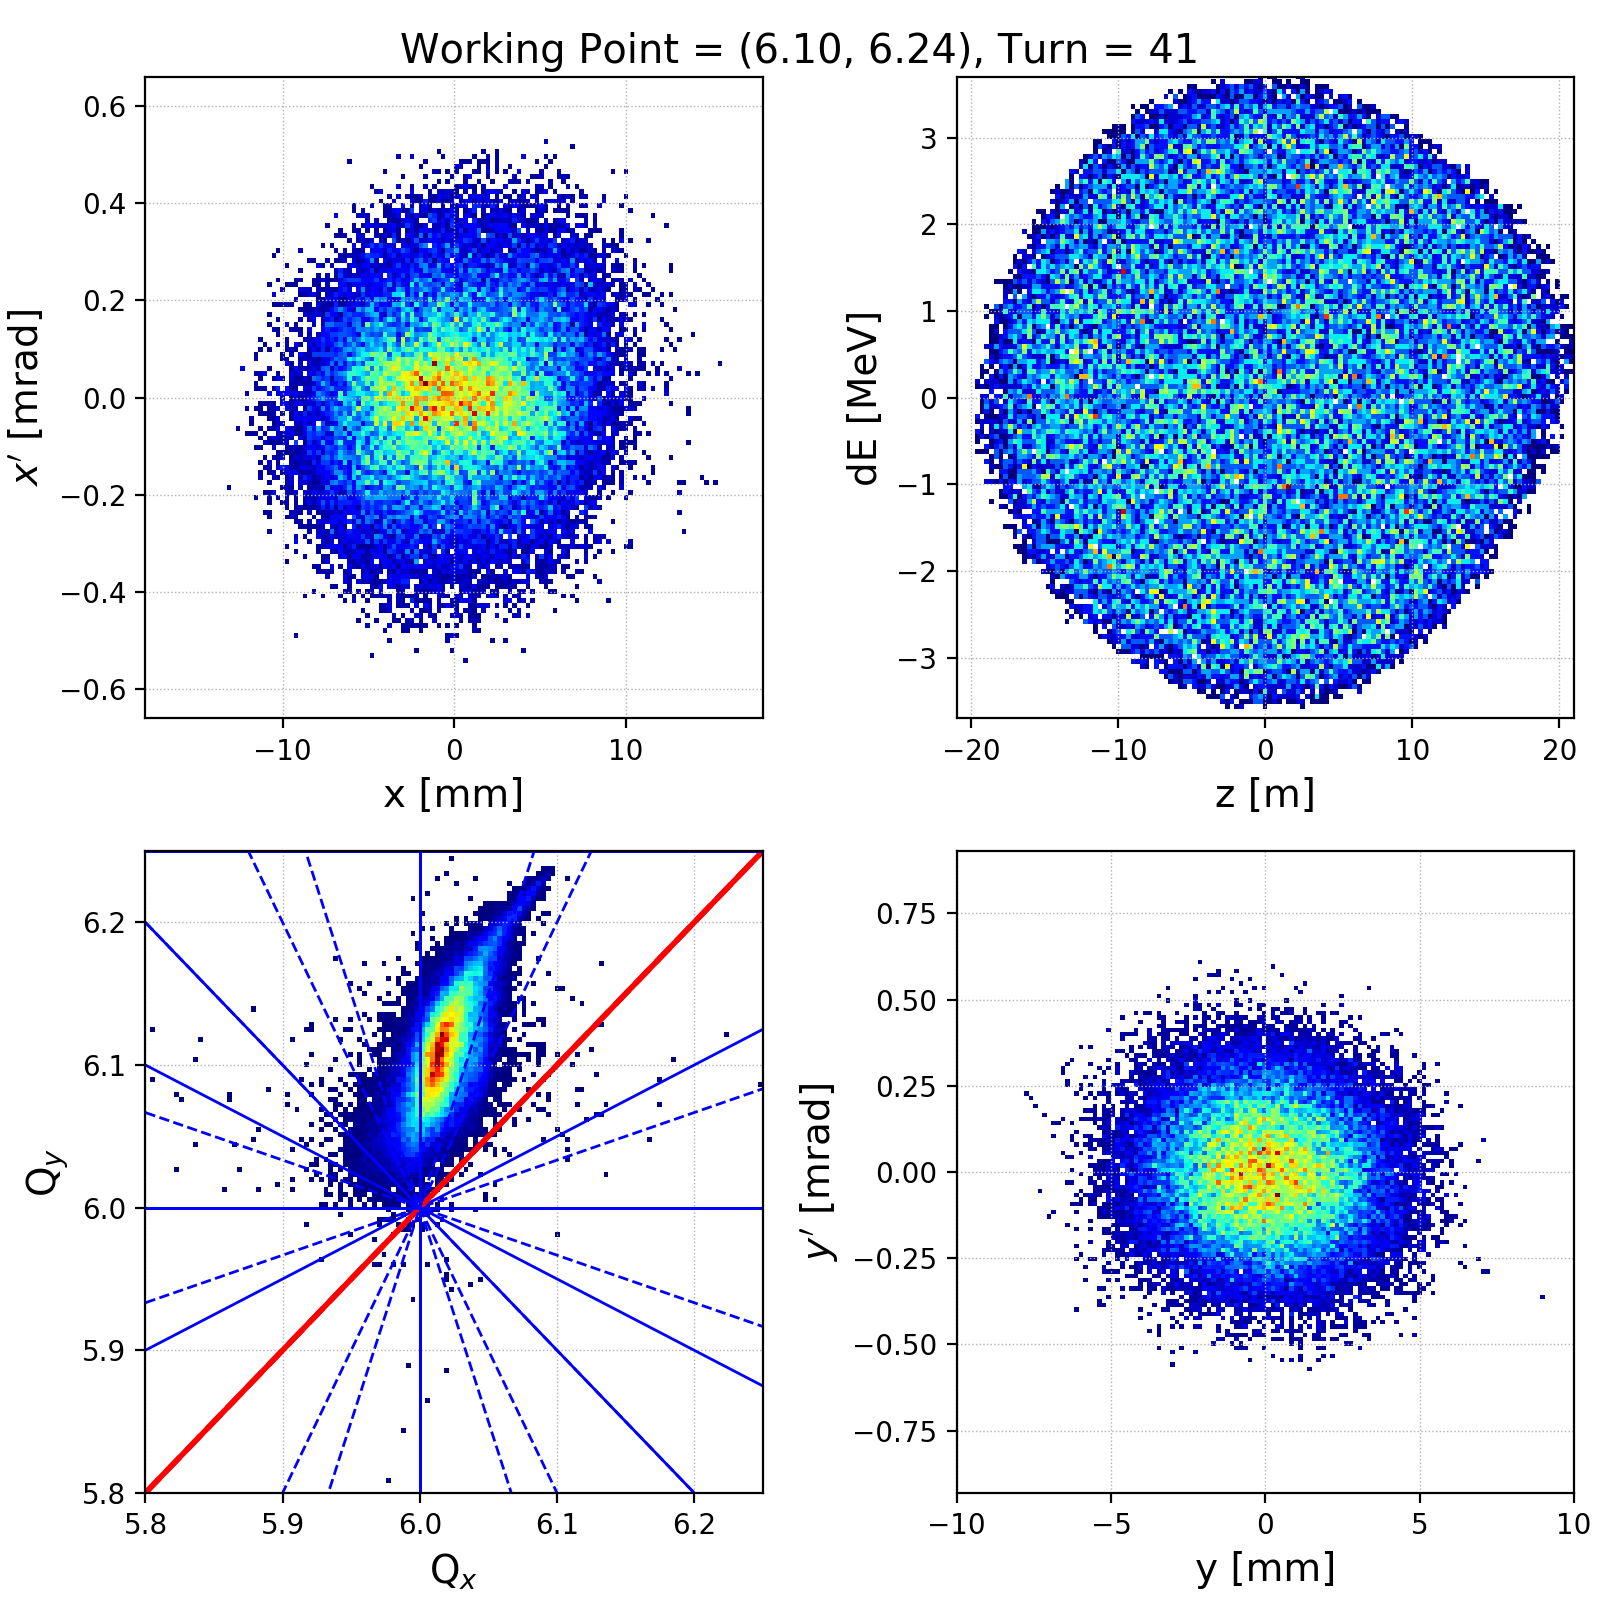 Working Point = (6.10, 6.24), Turn = 41
0.6
0.4
0.2
0.0
−0.2
−0.4
−0.6
x′ [mrad]
−10 0 10
x [mm]
3
2
1
0
−1
−2
−3
dE [MeV]
−20 −10 0 10 20
z [m]
6.2
6.1
6.0
5.9
5.8
Qy
5.8 5.9 6.0 6.1 6.2
Qx
0.75
0.50
0.25
0.00
−0.25
−0.50
−0.75
y′ [mrad]
−10 −5 0 5 10
y [mm]